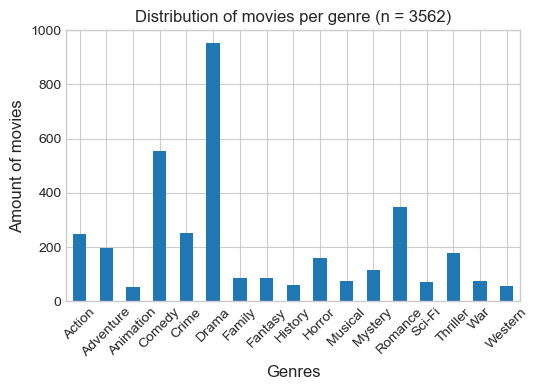 Distribution of movies per genre (n = 3562)
Amount of movies
1000
800
600
400
200
0
Action
Adventure
Animation
Comedy
Crime
Drama
Family
Fantasy
History
Horror
Musical
Mystery
Romance
Sci-Fi
Thriller
War
Western
Genres